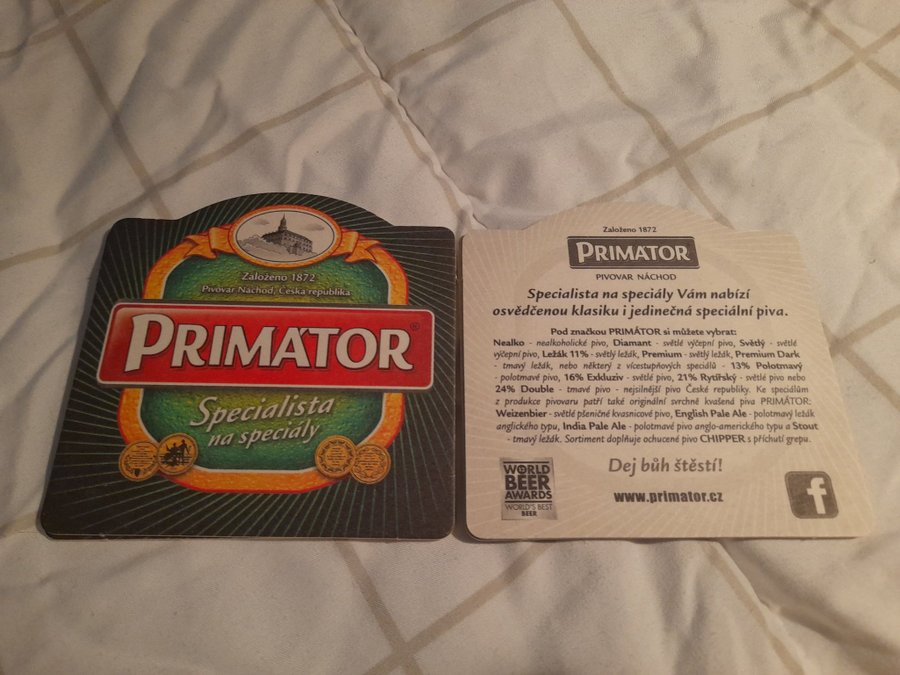 Založeno 1872
Pivovar Náchod, Česká republika
PRIMÁTOR®
Specialista
na speciály
Založeno 1872
PRIMÁTOR
PIVOVAR NÁCHOD
Specialista na speciály Vám nabízí
osvědčenou klasiku i jedinečná speciální piva.
Pod značkou PRIMÁTOR si můžete vybrat:
Nealko - nealkoholické pivo, Diamant - světlé výčepní pivo, Světlý - světlé
výčepní pivo, Ležák 11% - světlý ležák, Premium - světlý ležák, Premium Dark
- tmavý ležák, nebo některý z vícestupňových speciálů - 13% Polotmavý
- polotmavé pivo, 16% Exkluziv - světlé pivo, 21% Rytířský - světlé pivo nebo
24% Double - tmavé pivo - nejsilnější pivo České republiky. Ke speciálům
z produkce pivovaru patří také originální svrchně kvašená piva PRIMÁTOR:
Weizenbier - světlé pšeničné kvasnicové pivo, English Pale Ale - polotmavý ležák
anglického typu, India Pale Ale - polotmavé pivo anglo-amerického typu a Stout
- tmavý ležák. Sortiment doplňuje ochucené pivo CHIPPER s příchutí grepu.
Dej bůh štěstí!
WORLD
BEER
AWARDS
WORLD'S BEST
BEER
www.primator.cz
f